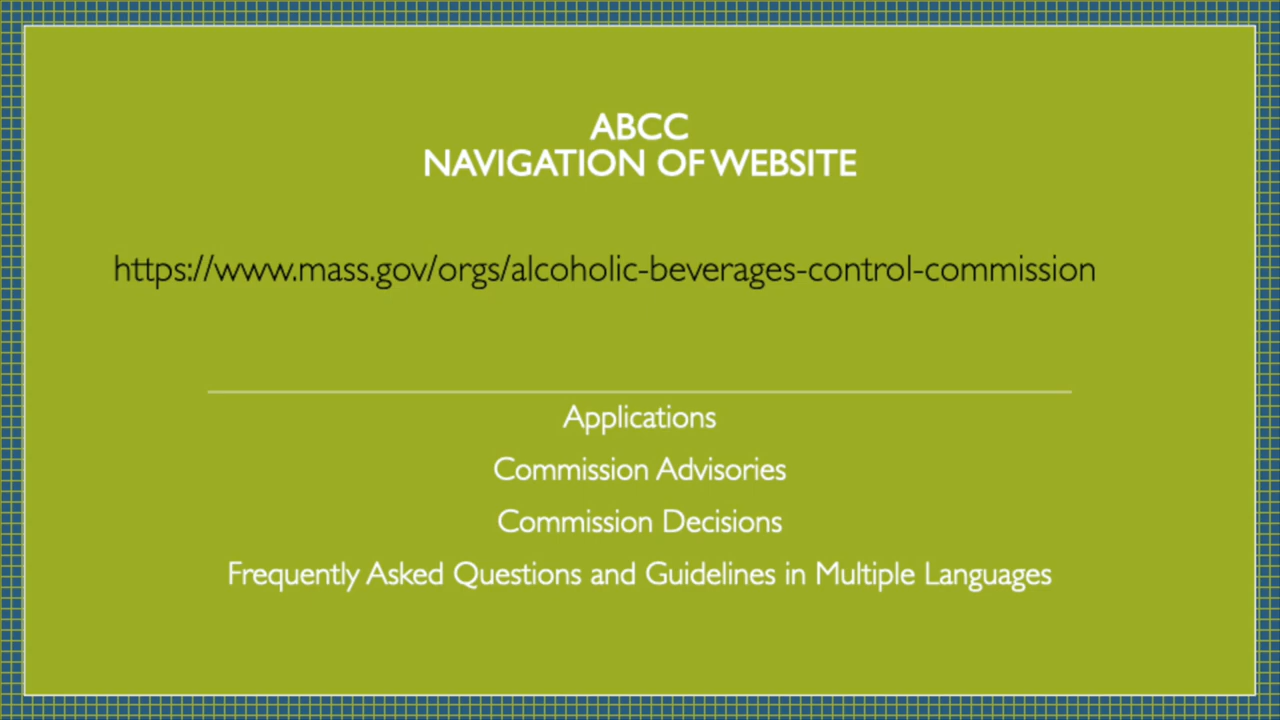 ABCC
NAVIGATION OF WEBSITE
https://www.mass.gov/orgs/alcoholic-beverages-control-commission
Applications
Commission Advisories
Commission Decisions
Frequently Asked Questions and Guidelines in Multiple Languages